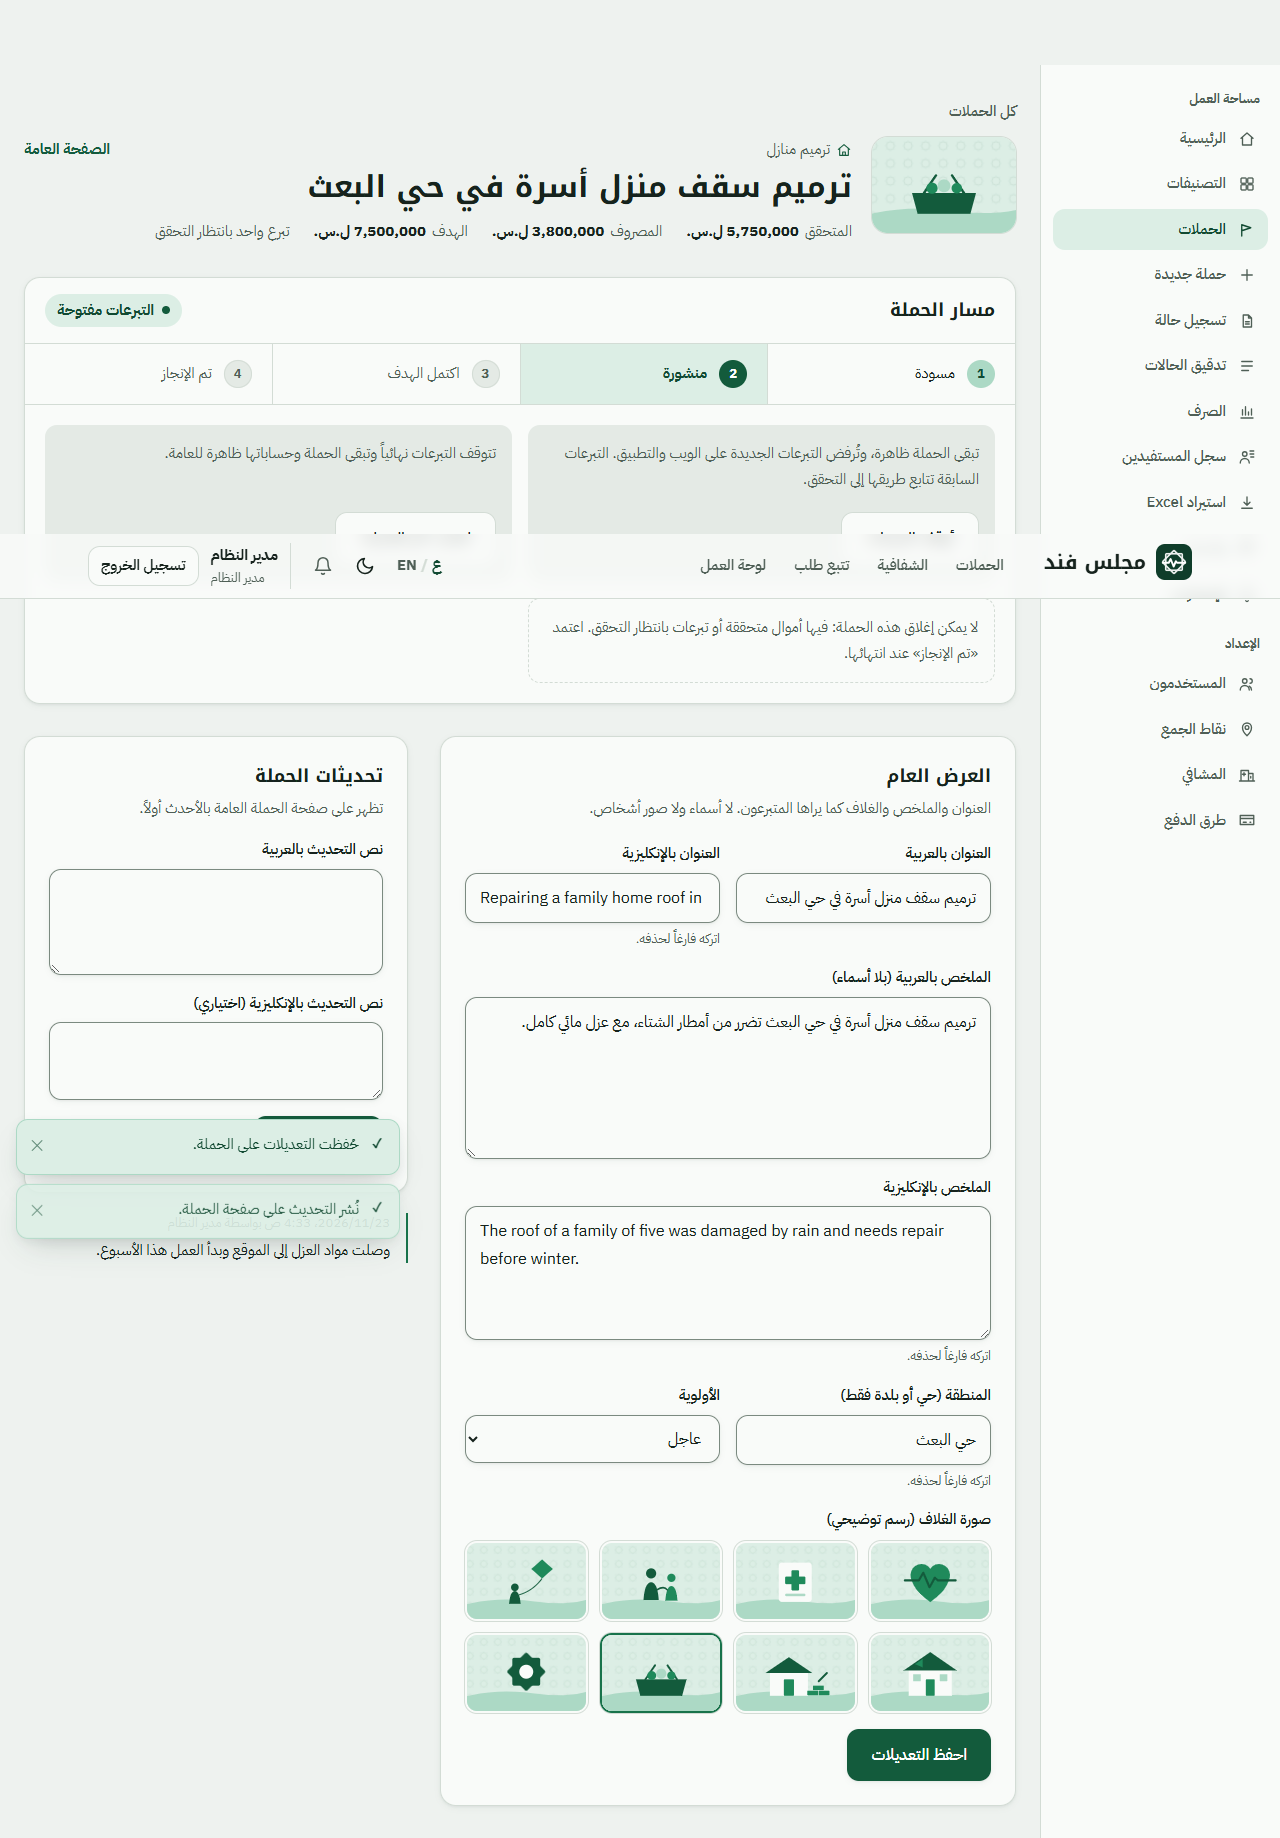 مساحة العمل
الرئيسية
التصنيفات
الحملات
حملة جديدة
تسجيل حالة
تدقيق الحالات
الصرف
سجل المستفيدين
استيراد Excel
الإعداد
المستخدمون
نقاط الجمع
المشافي
طرق الدفع
كل الحملات
ترميم منازل
الصفحة العامة
ترميم سقف منزل أسرة في حي البعث
المتحقق 5,750,000 ل.س. المصروف 3,800,000 ل.س. الهدف 7,500,000 ل.س. تبرع واحد بانتظار التحقق
مسار الحملة
التبرعات مفتوحة
1 مسودة
2 منشورة
3 اكتمل الهدف
4 تم الإنجاز
تبقى الحملة ظاهرة، وتُرفض التبرعات الجديدة على الويب والتطبيق. التبرعات
السابقة تتابع طريقها إلى التحقق.
تتوقف التبرعات نهائياً وتبقى الحملة وحساباتها ظاهرة للعامة.
مجلس فند
الحملات
الشفافية
تتبع طلب
لوحة العمل
ع / EN
مدير النظام
مدير النظام
تسجيل الخروج
لا يمكن إغلاق هذه الحملة: فيها أموال متحققة أو تبرعات بانتظار التحقق. اعتمد
«تم الإنجاز» عند انتهائها.
العرض العام
العنوان والملخص والغلاف كما يراها المتبرعون. لا أسماء ولا صور أشخاص.
العنوان بالعربية
ترميم سقف منزل أسرة في حي البعث
العنوان بالإنكليزية
Repairing a family home roof in
اتركه فارغاً لحذفه.
الملخص بالعربية (بلا أسماء)
ترميم سقف منزل أسرة في حي البعث تضرر من أمطار الشتاء، مع عزل مائي كامل.
الملخص بالإنكليزية
The roof of a family of five was damaged by rain and needs repair
before winter.
اتركه فارغاً لحذفه.
المنطقة (حي أو بلدة فقط)
حي البعث
اتركه فارغاً لحذفه.
الأولوية
عاجل
صورة الغلاف (رسم توضيحي)
احفظ التعديلات
تحديثات الحملة
تظهر على صفحة الحملة العامة بالأحدث أولاً.
نص التحديث بالعربية
نص التحديث بالإنكليزية (اختياري)
حُفظت التعديلات على الحملة.
نُشر التحديث على صفحة الحملة.
2026/11/23، 4:33 ص بواسطة مدير النظام
وصلت مواد العزل إلى الموقع وبدأ العمل هذا الأسبوع.